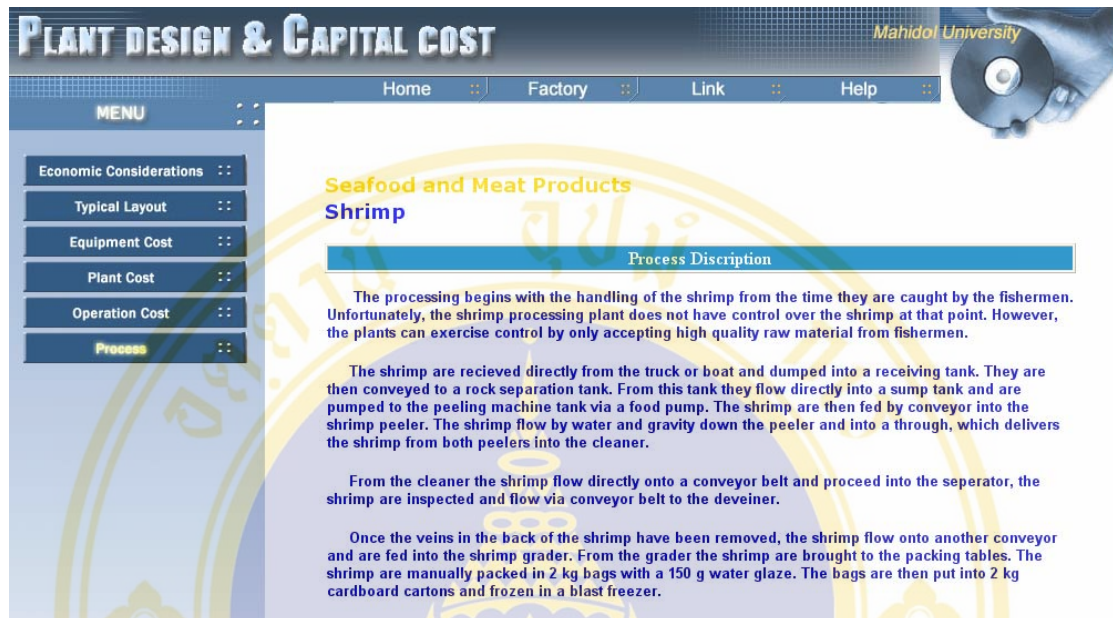 PLANT DESIGN & CAPITAL COST
Mahidol University
Home :: Factory :: Link :: Help ::
MENU ::
Economic Considerations ::
Typical Layout ::
Equipment Cost ::
Plant Cost ::
Operation Cost ::
Process ::
Seafood and Meat Products
Shrimp
Process Discription
The processing begins with the handling of the shrimp from the time they are caught by the fishermen.
Unfortunately, the shrimp processing plant does not have control over the shrimp at that point. However,
the plants can exercise control by only accepting high quality raw material from fishermen.
The shrimp are recieved directly from the truck or boat and dumped into a receiving tank. They are
then conveyed to a rock separation tank. From this tank they flow directly into a sump tank and are
pumped to the peeling machine tank via a food pump. The shrimp are then fed by conveyor into the
shrimp peeler. The shrimp flow by water and gravity down the peeler and into a through, which delivers
the shrimp from both peelers into the cleaner.
From the cleaner the shrimp flow directly onto a conveyor belt and proceed into the seperator, the
shrimp are inspected and flow via conveyor belt to the deveiner.
Once the veins in the back of the shrimp have been removed, the shrimp flow onto another conveyor
and are fed into the shrimp grader. From the grader the shrimp are brought to the packing tables. The
shrimp are manually packed in 2 kg bags with a 150 g water glaze. The bags are then put into 2 kg
cardboard cartons and frozen in a blast freezer.